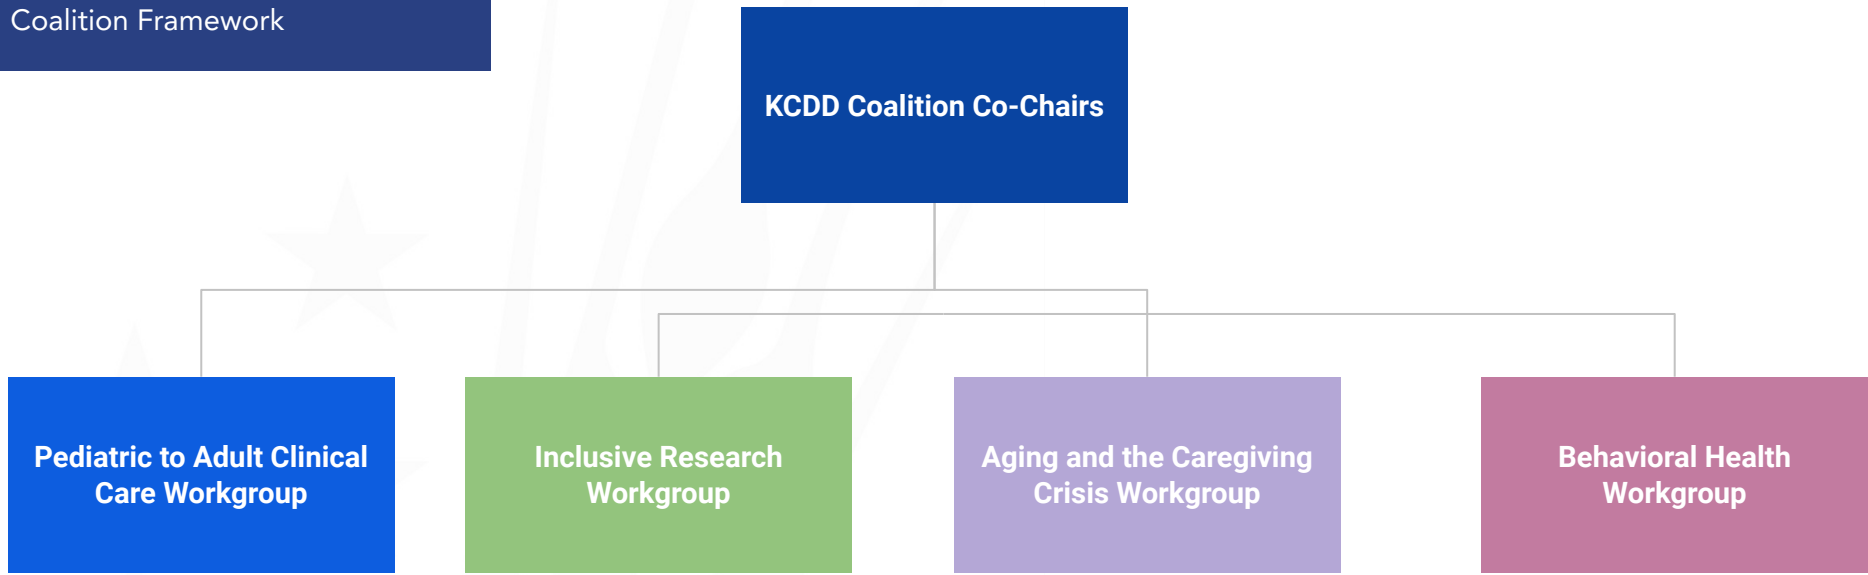 Coalition Framework
KCDD Coalition Co-Chairs
Pediatric to Adult Clinical
Care Workgroup
Inclusive Research
Workgroup
Aging and the Caregiving
Crisis Workgroup
Behavioral Health
Workgroup